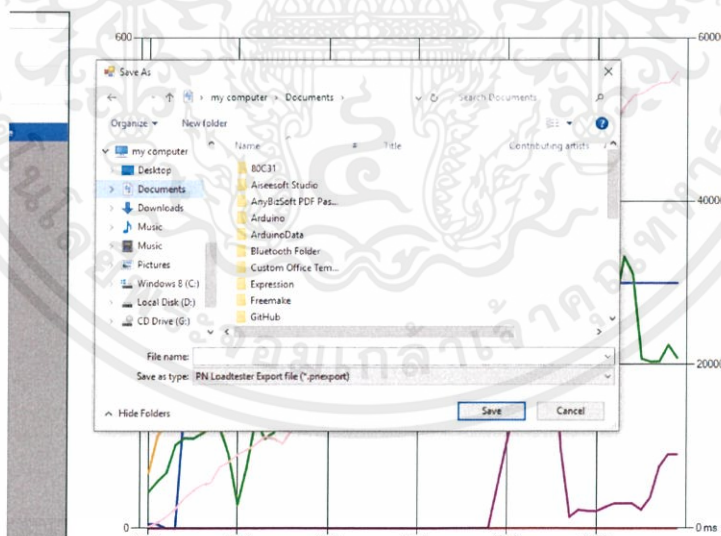 600
60000
Save As
my computer › Documents ›
Search Documents
Organize
New folder
my computer
Desktop
Documents
Downloads
Music
Music
Pictures
Windows 8 (C:)
Local Disk (D:)
CD Drive (G:)
Name
#
Title
Contributing artists
80C31
Aiseesoft Studio
AnyBizSoft PDF Pas...
Arduino
ArduinoData
Bluetooth Folder
Custom Office Tem...
Expression
Freemake
GitHub
40000
20000
File name:
Save as type: PN Loadtester Export file (*.pnexport)
Hide Folders
Save
Cancel
0
0 ms